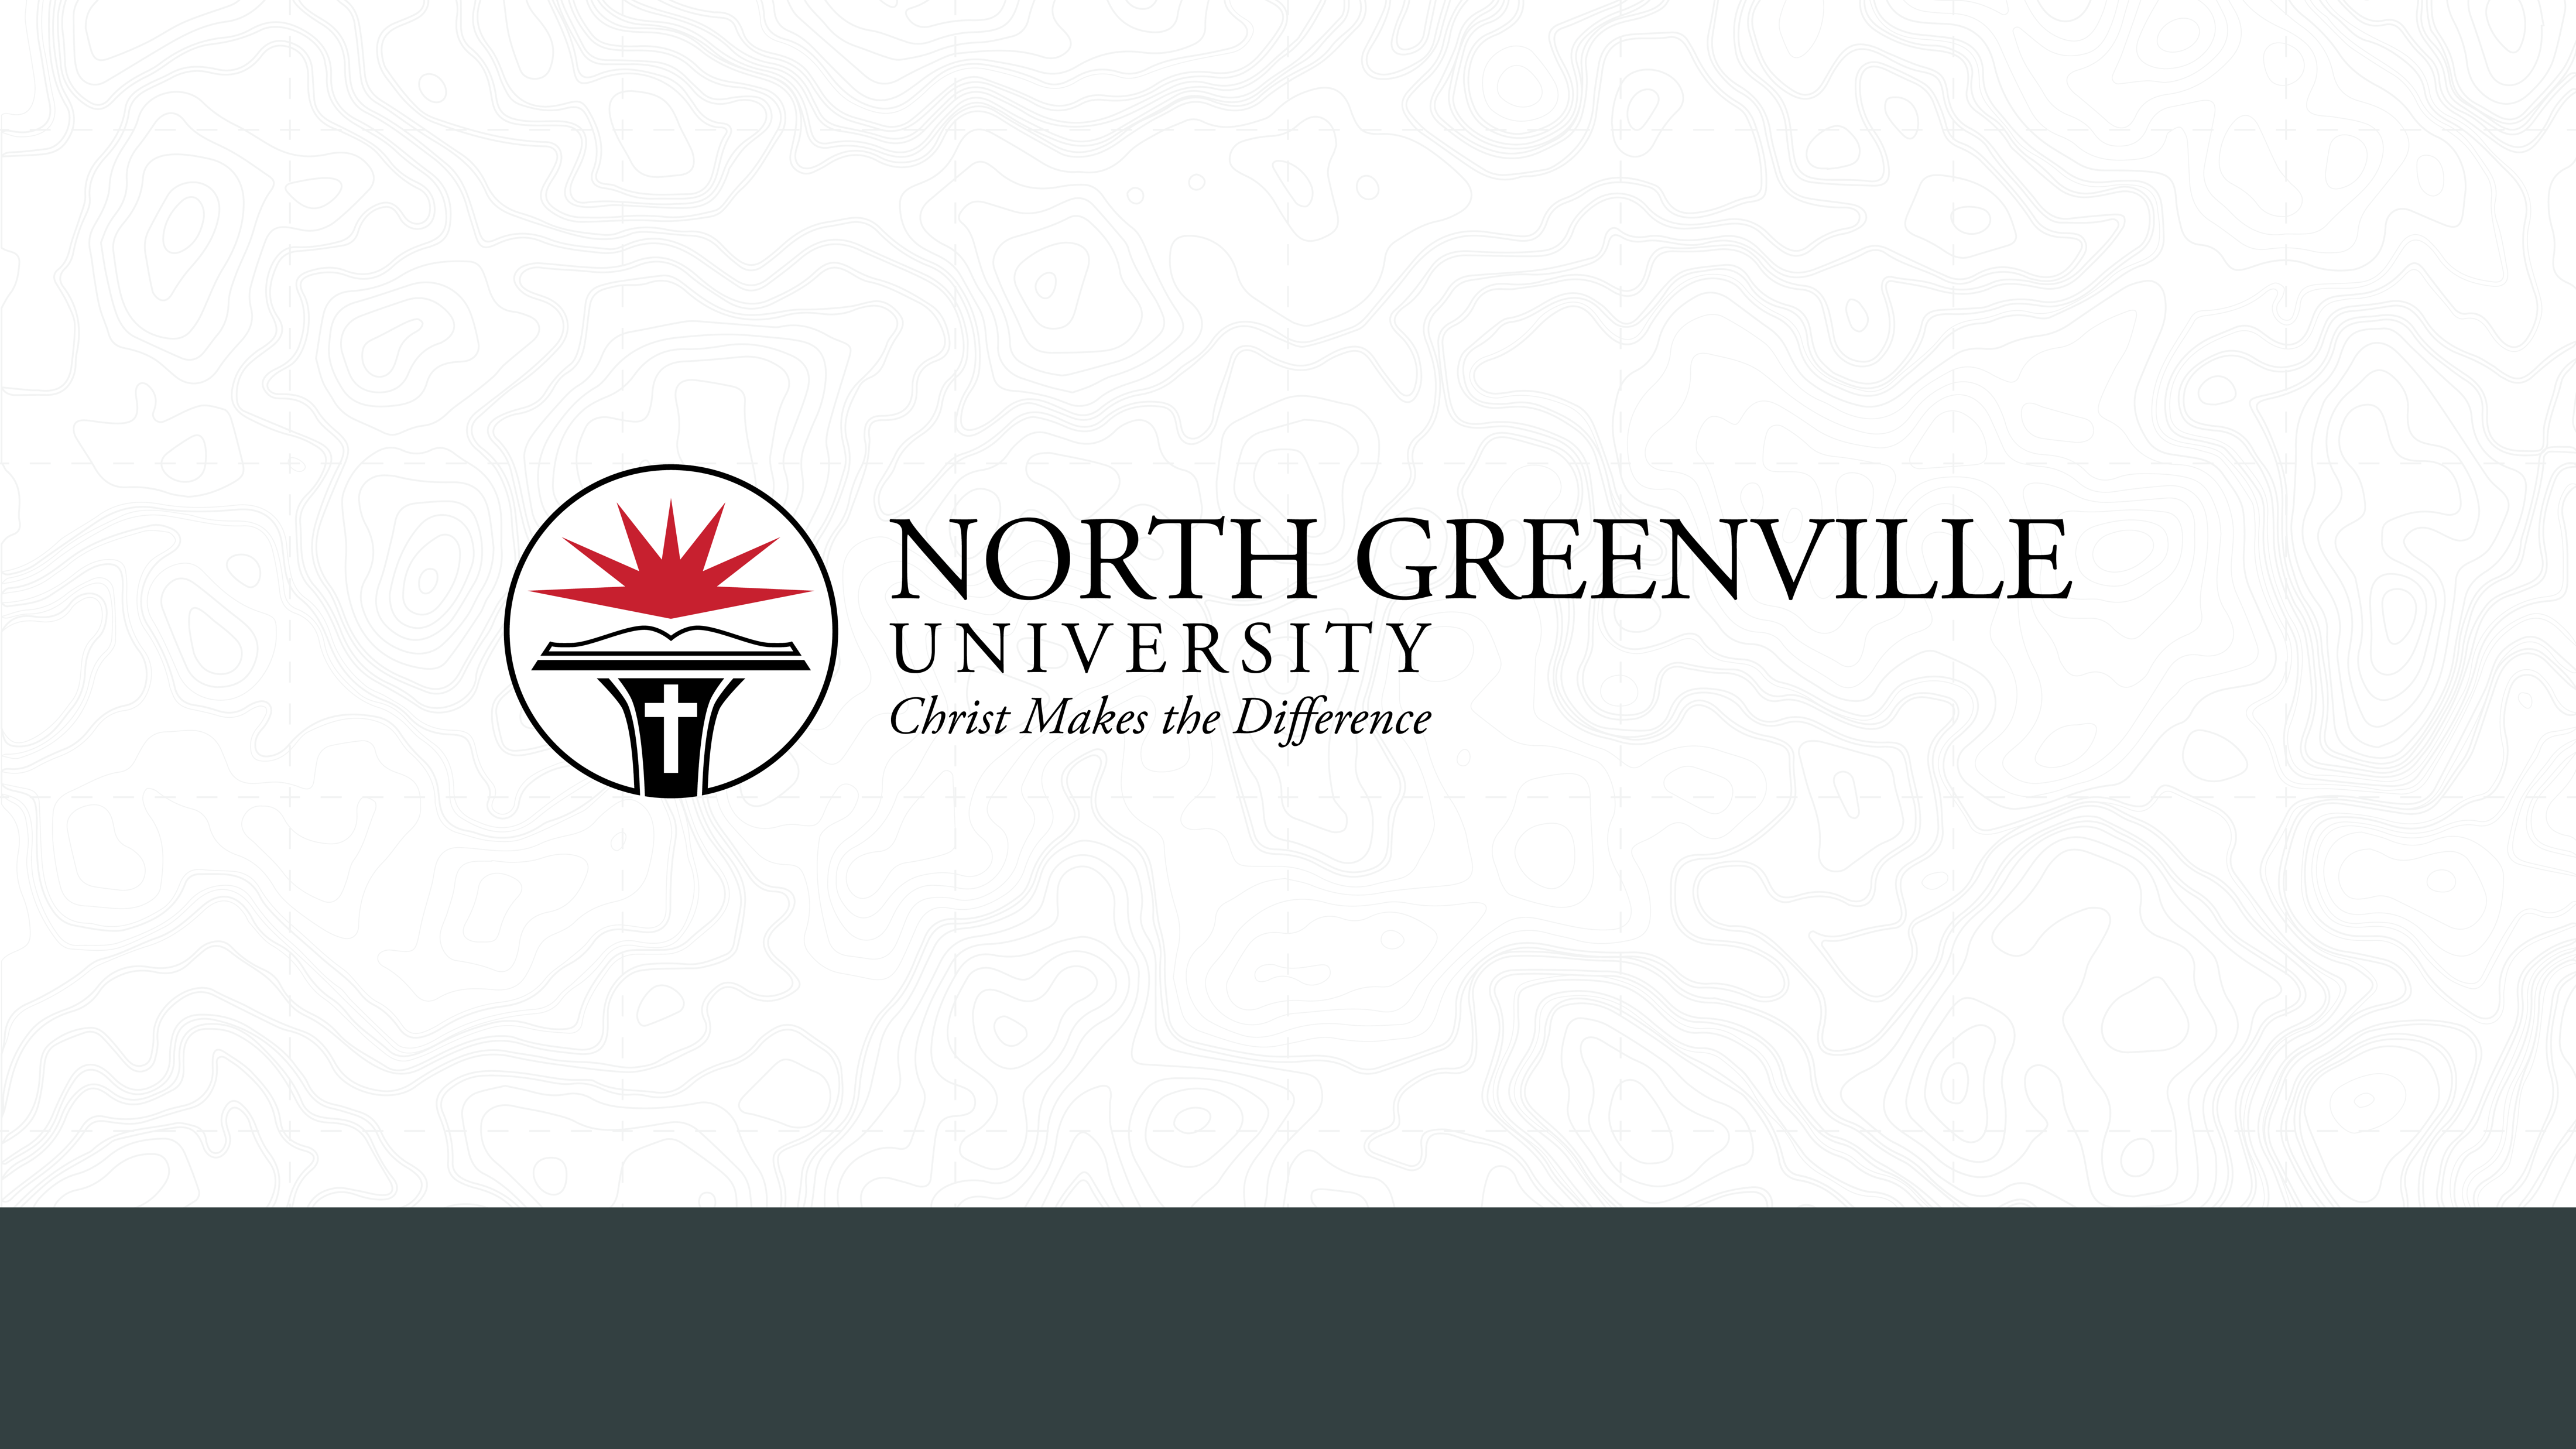 NORTH GREENVILLE
UNIVERSITY
Christ Makes the Difference